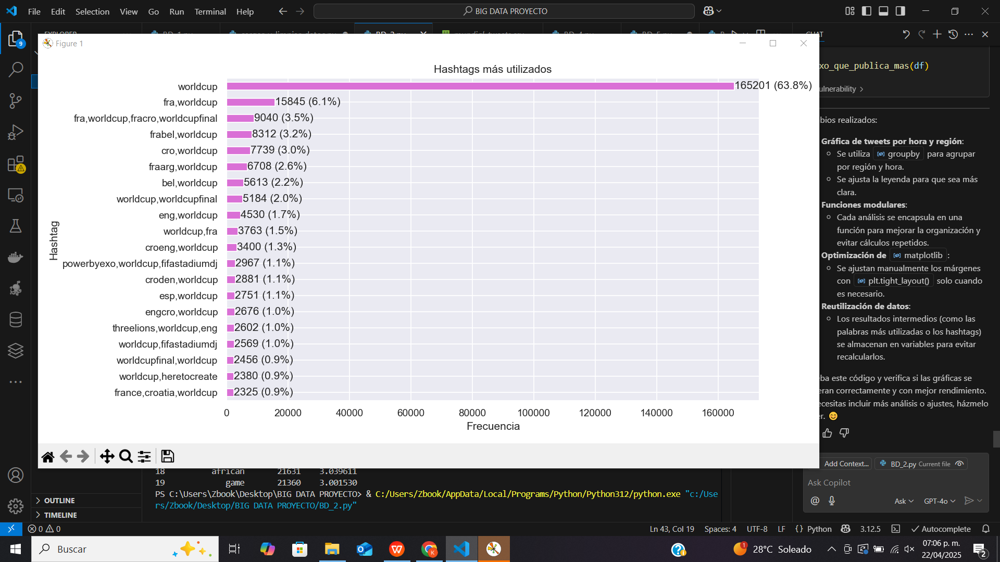 File Edit Selection View Go Run Terminal Help
BIG DATA PROYECTO
9
Figure 1
Hashtags más utilizados
Hashtag
worldcup 165201 (63.8%)
fra,worldcup 15845 (6.1%)
fra,worldcup,fracro,worldcupfinal 9040 (3.5%)
frabel,worldcup 8312 (3.2%)
cro,worldcup 7739 (3.0%)
fraarg,worldcup 6708 (2.6%)
bel,worldcup 5613 (2.2%)
worldcup,worldcupfinal 5184 (2.0%)
eng,worldcup 4530 (1.7%)
worldcup,fra 3763 (1.5%)
croeng,worldcup 3400 (1.3%)
powerbyexo,worldcup,fifastadiumdj 2967 (1.1%)
croden,worldcup 2881 (1.1%)
esp,worldcup 2751 (1.1%)
engcro,worldcup 2676 (1.0%)
threelions,worldcup,eng 2602 (1.0%)
worldcup,fifastadiumdj 2569 (1.0%)
worldcupfinal,worldcup 2456 (0.9%)
worldcup,heretocreate 2380 (0.9%)
france,croatia,worldcup 2325 (0.9%)
0 20000 40000 60000 80000 100000 120000 140000 160000
Frecuencia
xo_que_publica_mas(df)
ulnerability
bios realizados:
Gráfica de tweets por hora y región:
Se utiliza groupby para agrupar
por región y hora.
Se ajusta la leyenda para que sea más
clara.
Funciones modulares:
Cada análisis se encapsula en una
función para mejorar la organización y
evitar cálculos repetidos.
Optimización de matplotlib :
Se ajustan manualmente los márgenes
con plt.tight_layout() solo cuando
es necesario.
Reutilización de datos:
Los resultados intermedios (como las
palabras más utilizadas o los hashtags)
se almacenan en variables para evitar
recalcularlos.
ba este código y verifica si las gráficas se
eran correctamente y con mejor rendimiento.
ecesitas incluir más análisis o ajustes, házmelo
er. 😊
Add Context... BD_2.py Current file
Ask Copilot
@ Ask GPT-4o
18 african 21631 3.039611
19 game 21360 3.001530
PS C:\Users\Zbook\Desktop\BIG DATA PROYECTO> & C:/Users/Zbook/AppData/Local/Programs/Python/Python312/python.exe "c:/Use
rs/Zbook/Desktop/BIG DATA PROYECTO/BD_2.py"
OUTLINE
TIMELINE
0 0 Ln 43, Col 19 Spaces: 4 UTF-8 LF {} Python 3.12.5 Autocomplete
Buscar
1 28°C Soleado
07:06 p. m.
22/04/2025
2